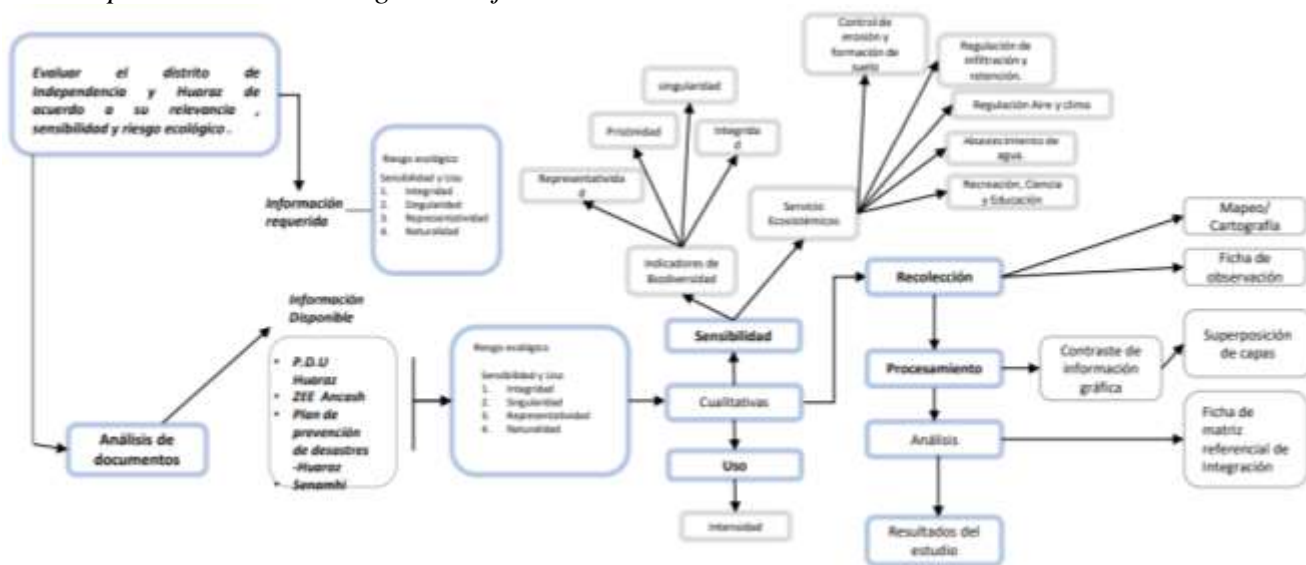 Evaluar el distrito de
Independencia y Huaraz de
acuerdo a su relevancia ,
sensibilidad y riesgo ecológico .
Información
requerida
Riesgo ecológico
Sensibilidad y Uso
1. Integridad
2. Singularidad
3. Representatividad
4. Naturalidad
Análisis de
documentos
Información
Disponible
• P.D.U
Huaraz
• ZEE Ancash
• Plan de
prevención
de desastres
-Huaraz
• Senamhi
Riesgo ecológico
Sensibilidad y Uso
1. Integridad
2. Singularidad
3. Representatividad
4. Naturalidad
Representativida
d
Pristinidad
singularidad
Integrida
d
Indicadores de
Biodiversidad
Servicio
Ecosistémicos
Control de
erosión y
formación de
suelo
Regulación de
infiltración y
retención.
Regulación Aire y clima
Abastecimiento de
agua.
Recreación, Ciencia
y Educación
Sensibilidad
Cualitativas
Uso
Intensidad
Recolección
Procesamiento
Análisis
Resultados del
estudio
Mapeo/
Cartografía
Ficha de
observación
Contraste de
información
gráfica
Superposición
de capas
Ficha de
matriz
referencial de
Integración